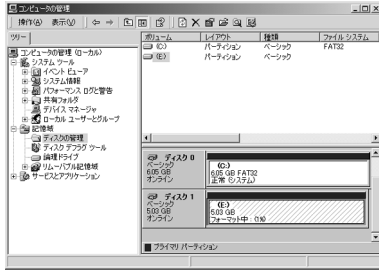 コンピュータの管理
操作(A) 表示(V)
ツリー
コンピュータの管理 (ローカル)
システム ツール
イベント ビューア
システム情報
パフォーマンス ログと警告
共有フォルダ
デバイス マネージャ
ローカル ユーザーとグループ
記憶域
ディスクの管理
ディスク デフラグ ツール
論理ドライブ
リムーバブル記憶域
サービスとアプリケーション
ボリューム レイアウト 種類 ファイル システム
(C:) パーティション ベーシック FAT32
(E:) パーティション ベーシック
ディスク 0
ベーシック
6.05 GB
オンライン
(C:)
6.05 GB FAT32
正常 (システム)
ディスク 1
ベーシック
5.03 GB
オンライン
(E:)
5.03 GB
フォーマット中 : (1%)
プライマリ パーティション